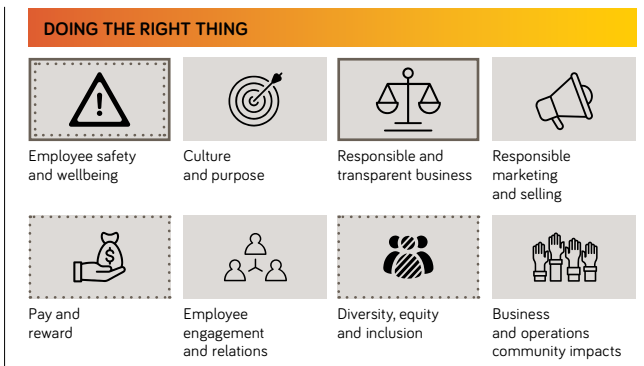 DOING THE RIGHT THING
Employee safety
and wellbeing
Culture
and purpose
Responsible and
transparent business
Responsible
marketing
and selling
$
Pay and
reward
Employee
engagement
and relations
Diversity, equity
and inclusion
Business
and operations
community impacts